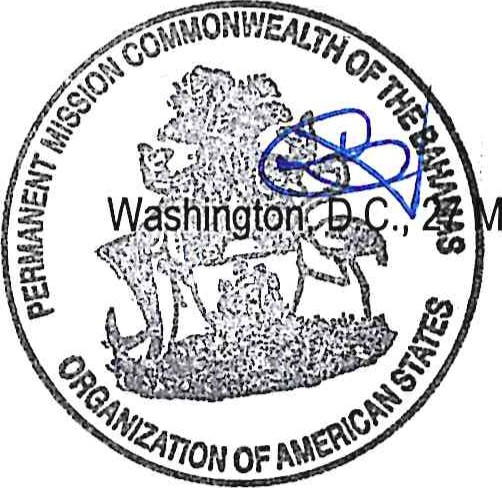 PERMANENT MISSION COMMONWEALTH OF THE BAHAMAS
Washington, D.C., 2
ORGANIZATION OF AMERICAN STATES